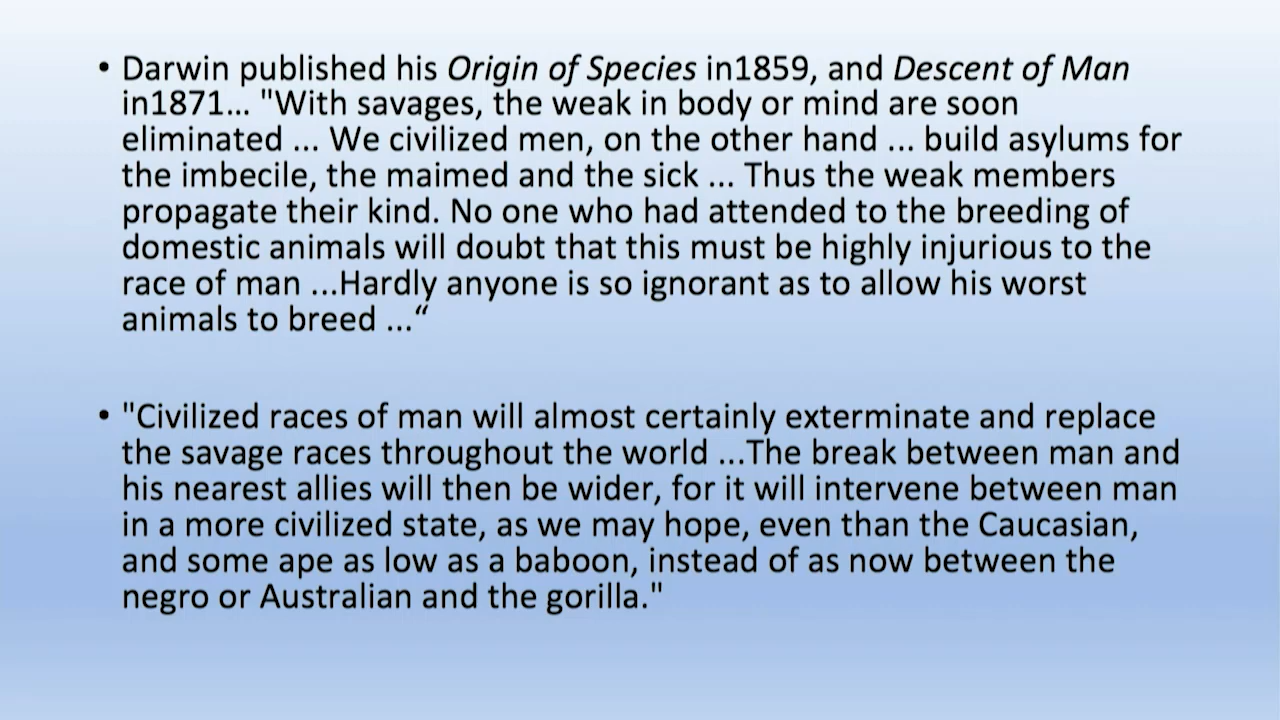 • Darwin published his Origin of Species in1859, and Descent of Man
in1871... "With savages, the weak in body or mind are soon
eliminated ... We civilized men, on the other hand ... build asylums for
the imbecile, the maimed and the sick ... Thus the weak members
propagate their kind. No one who had attended to the breeding of
domestic animals will doubt that this must be highly injurious to the
race of man ...Hardly anyone is so ignorant as to allow his worst
animals to breed ...“
• "Civilized races of man will almost certainly exterminate and replace
the savage races throughout the world ...The break between man and
his nearest allies will then be wider, for it will intervene between man
in a more civilized state, as we may hope, even than the Caucasian,
and some ape as low as a baboon, instead of as now between the
negro or Australian and the gorilla."